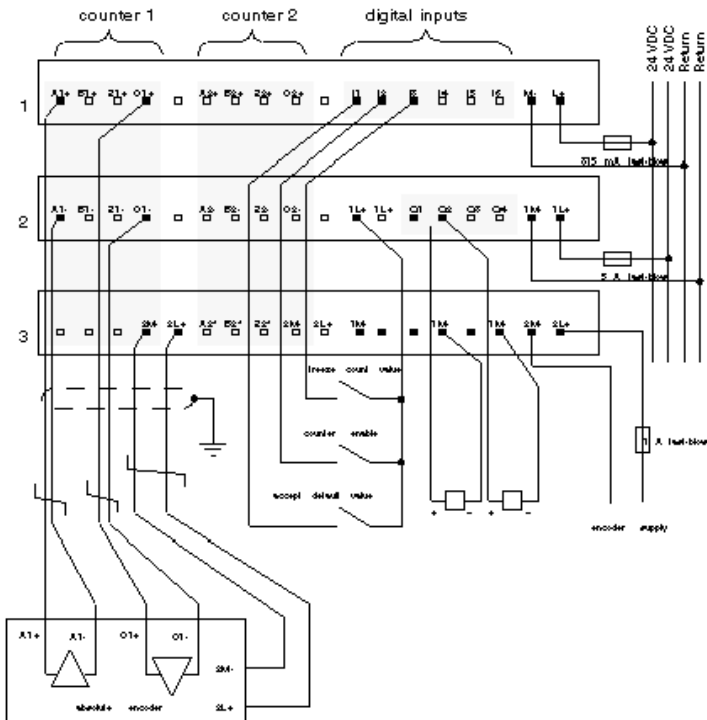 counter 1 counter 2 digital inputs
24 VDC
24 VDC
Return
Return
A1+ B1+ Z1+ O1+ A2+ B2+ Z2+ O2+ I1 I2 I3 I4 I5 I6 M- L+
1
315 mA fast-blow
A1- B1- Z1- O1- A2- B2- Z2- O2- 1L+ 1L+ Q1 Q2 Q3 Q4 1M- 1L+
2
5 A fast-blow
2M- 2L+ A2* B2* Z2* 2M- 2L+ 1M- 1M- 1M- 2M- 2L+
3
freeze count value
counter enable
1 A fast-blow
accept default value
+ - + -
encoder supply
A1+ A1- O1+ O1-
2M-
absolute encoder 2L+